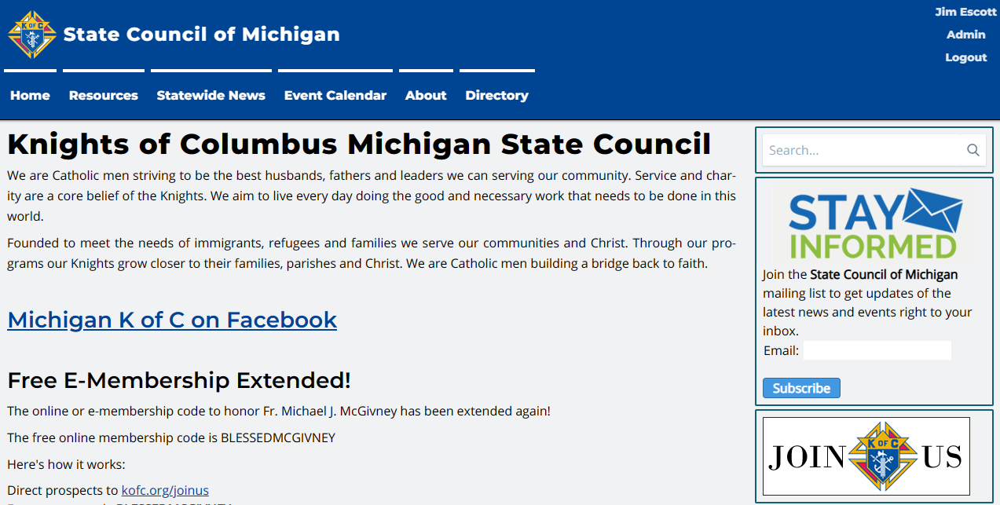 Jim Escott
K OF C
State Council of Michigan
Admin
Logout
Home Resources Statewide News Event Calendar About Directory
Knights of Columbus Michigan State Council
We are Catholic men striving to be the best husbands, fathers and leaders we can serving our community. Service and char-
ity are a core belief of the Knights. We aim to live every day doing the good and necessary work that needs to be done in this
world.
Founded to meet the needs of immigrants, refugees and families we serve our communities and Christ. Through our pro-
grams our Knights grow closer to their families, parishes and Christ. We are Catholic men building a bridge back to faith.
Michigan K of C on Facebook
Free E-Membership Extended!
The online or e-membership code to honor Fr. Michael J. McGivney has been extended again!
The free online membership code is BLESSEDMCGIVNEY
Here's how it works:
Direct prospects to kofc.org/joinus
Search...
STAY
INFORMED
Join the State Council of Michigan
mailing list to get updates of the
latest news and events right to your
inbox.
Email:
Subscribe
JOIN K OF C US